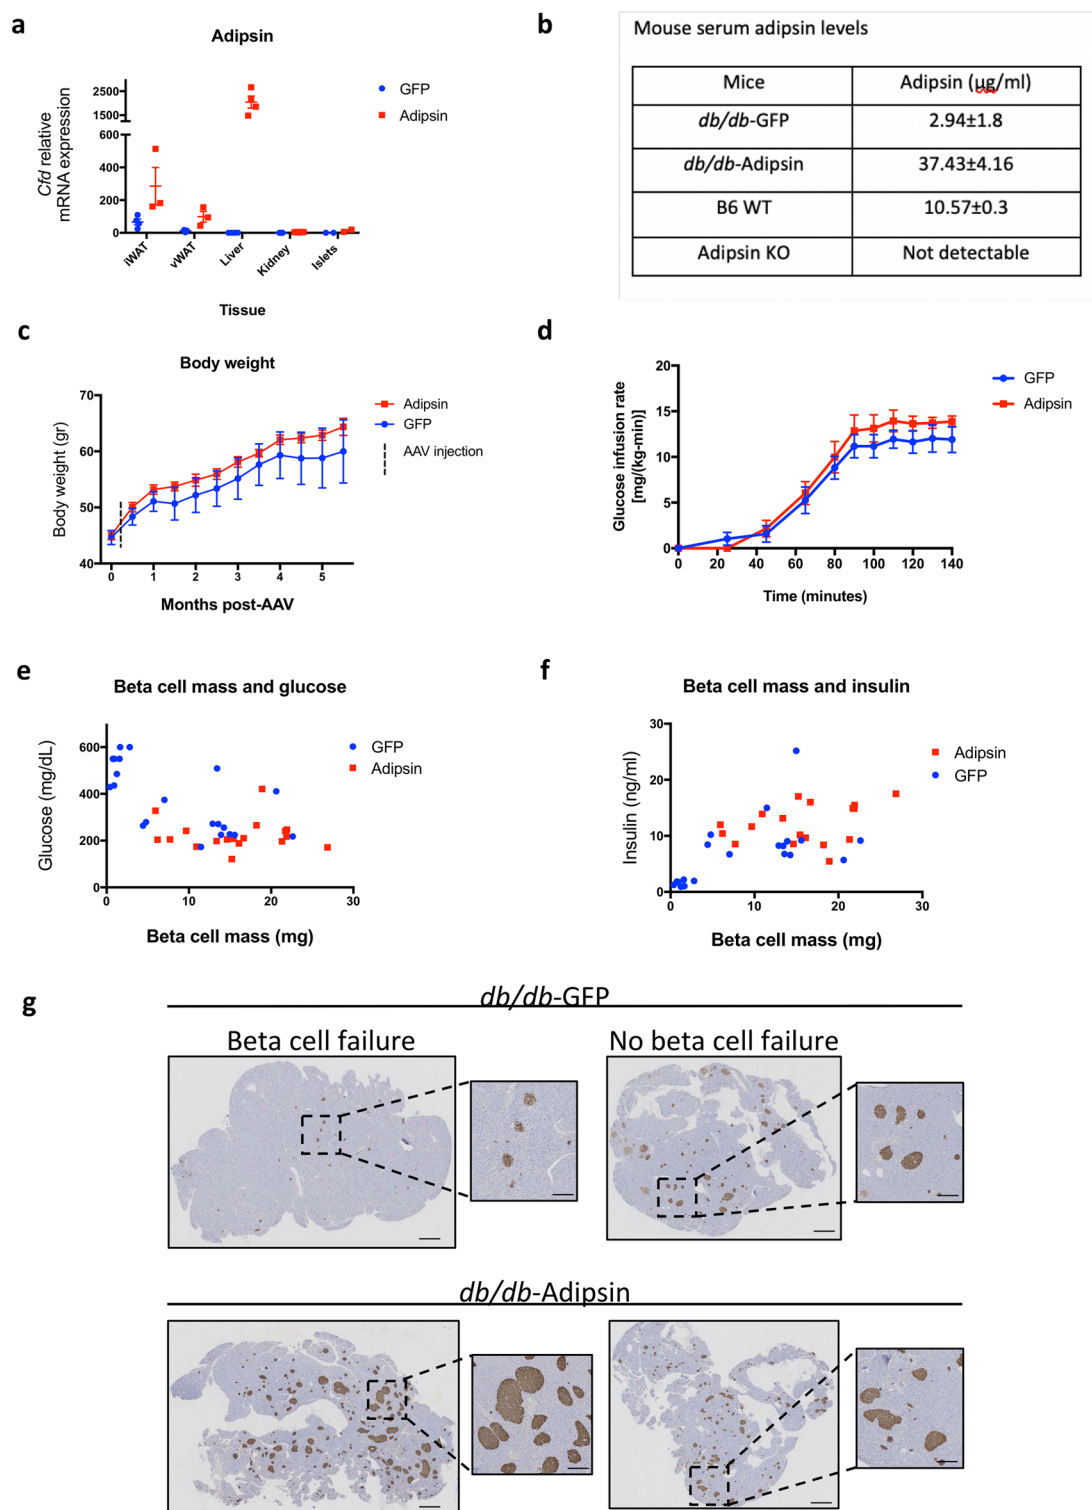 a
Adipsin
GFP
Adipsin
Cfd relative
mRNA expression
2500
1500
600
400
200
0
iWAT
vWAT
Liver
Kidney
Islets
Tissue
b
Mouse serum adipsin levels
Mice
Adipsin (ug/ml)
db/db-GFP
2.94±1.8
db/db-Adipsin
37.43±4.16
B6 WT
10.57±0.3
Adipsin KO
Not detectable
c
Body weight
Adipsin
GFP
AAV injection
Body weight (gr)
70
60
50
40
0 1 2 3 4 5
Months post-AAV
d
GFP
Adipsin
Glucose infusion rate
[mg/(kg-min)]
20
15
10
5
0
0 20 40 60 80 100 120 140
Time (minutes)
e
Beta cell mass and glucose
GFP
Adipsin
Glucose (mg/dL)
600
400
200
0
0 10 20 30
Beta cell mass (mg)
f
Beta cell mass and insulin
Adipsin
GFP
Insulin (ng/ml)
30
20
10
0
0 10 20 30
Beta cell mass (mg)
g
db/db-GFP
Beta cell failure
No beta cell failure
db/db-Adipsin